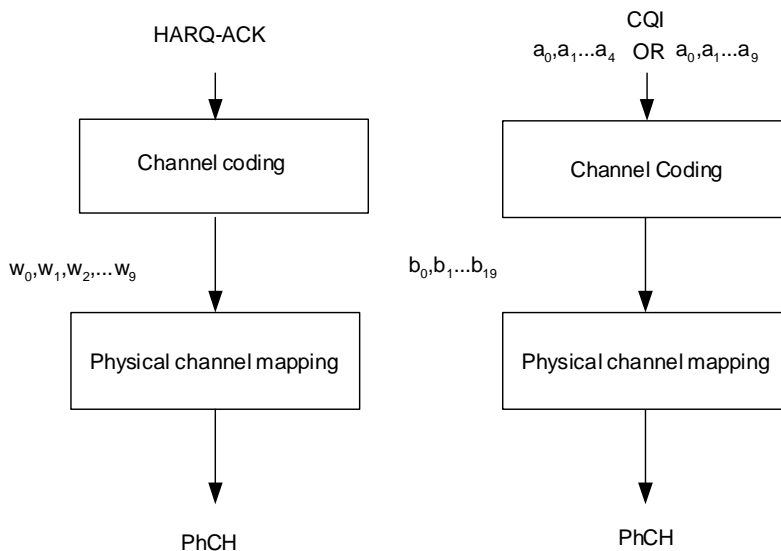 HARQ-ACK
Channel coding
w₀,w₁,w₂,...w₉
Physical channel mapping
PhCH
CQI
a₀,a₁...a₄ OR a₀,a₁...a₉
Channel Coding
b₀,b₁...b₁₉
Physical channel mapping
PhCH